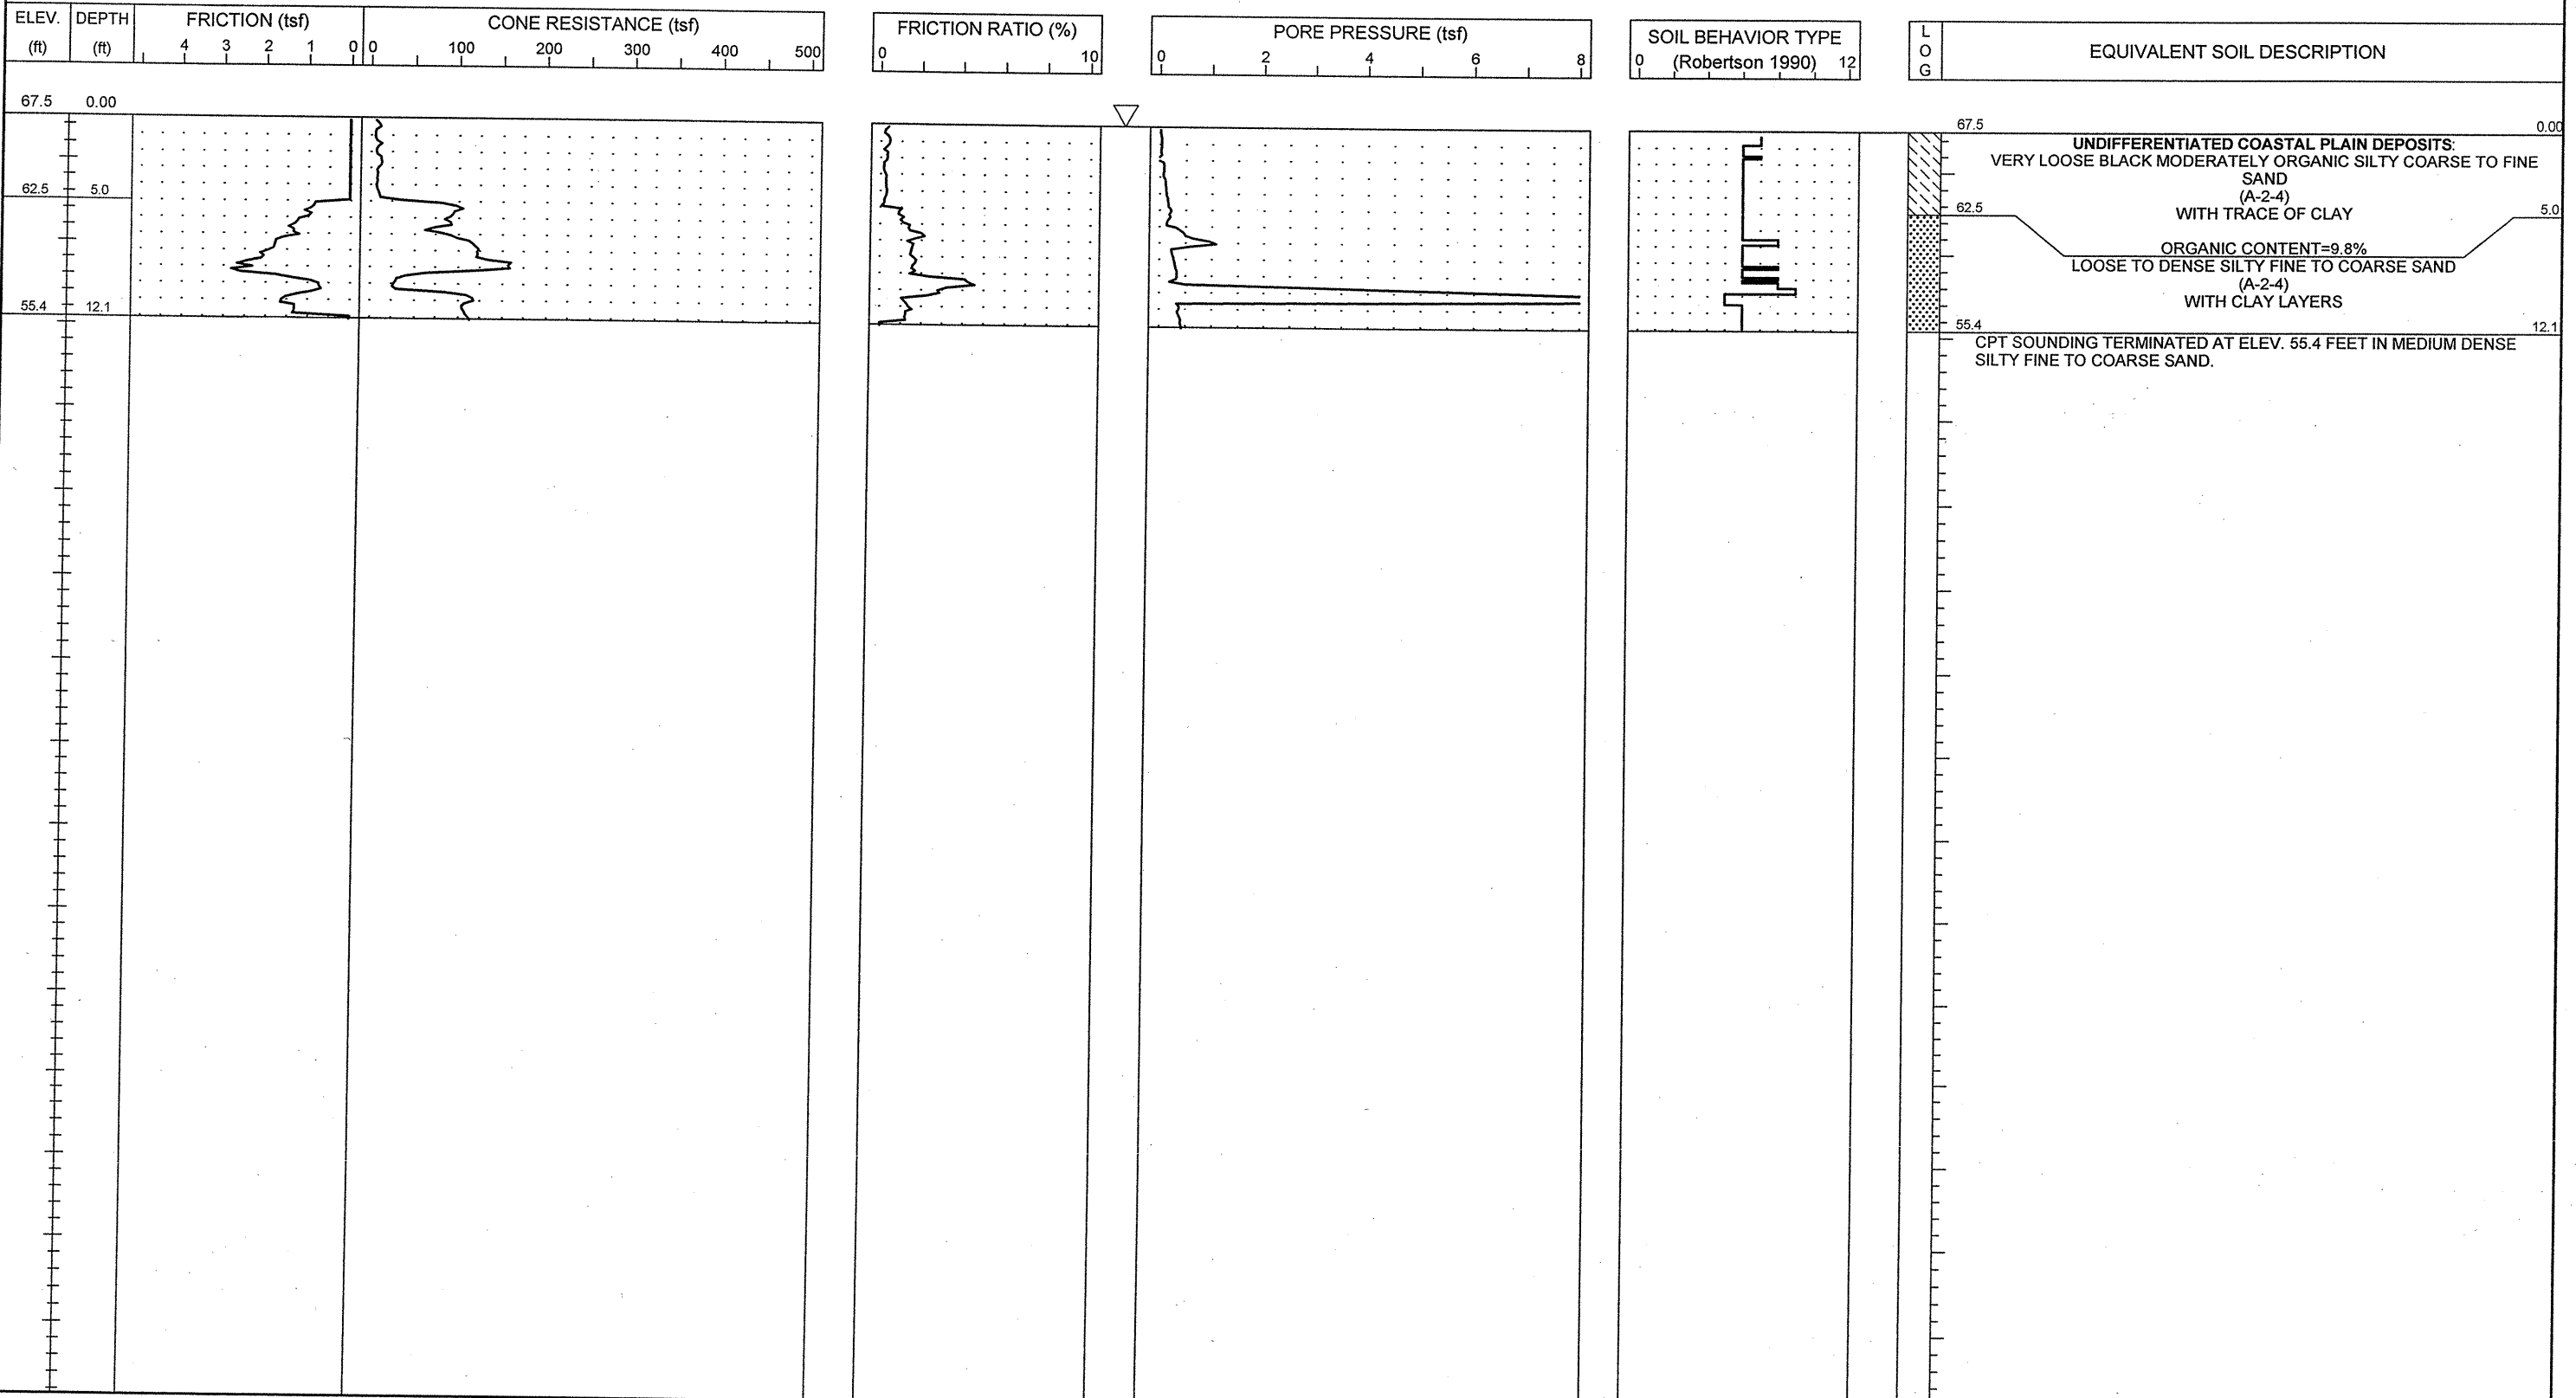 ELEV. DEPTH FRICTION (tsf) CONE RESISTANCE (tsf) FRICTION RATIO (%) PORE PRESSURE (tsf) SOIL BEHAVIOR TYPE L
(ft) (ft) 4 3 2 1 0 0 100 200 300 400 500 0 10 0 2 4 6 8 0 (Robertson 1990) 12 O EQUIVALENT SOIL DESCRIPTION
G
67.5 0.00
67.5 0.00
UNDIFFERENTIATED COASTAL PLAIN DEPOSITS:
VERY LOOSE BLACK MODERATELY ORGANIC SILTY COARSE TO FINE
SAND
(A-2-4)
62.5 5.0
WITH TRACE OF CLAY
62.5 5.0
ORGANIC CONTENT=9.8%
LOOSE TO DENSE SILTY FINE TO COARSE SAND
(A-2-4)
WITH CLAY LAYERS
55.4 12.1
55.4 12.1
CPT SOUNDING TERMINATED AT ELEV. 55.4 FEET IN MEDIUM DENSE
SILTY FINE TO COARSE SAND.